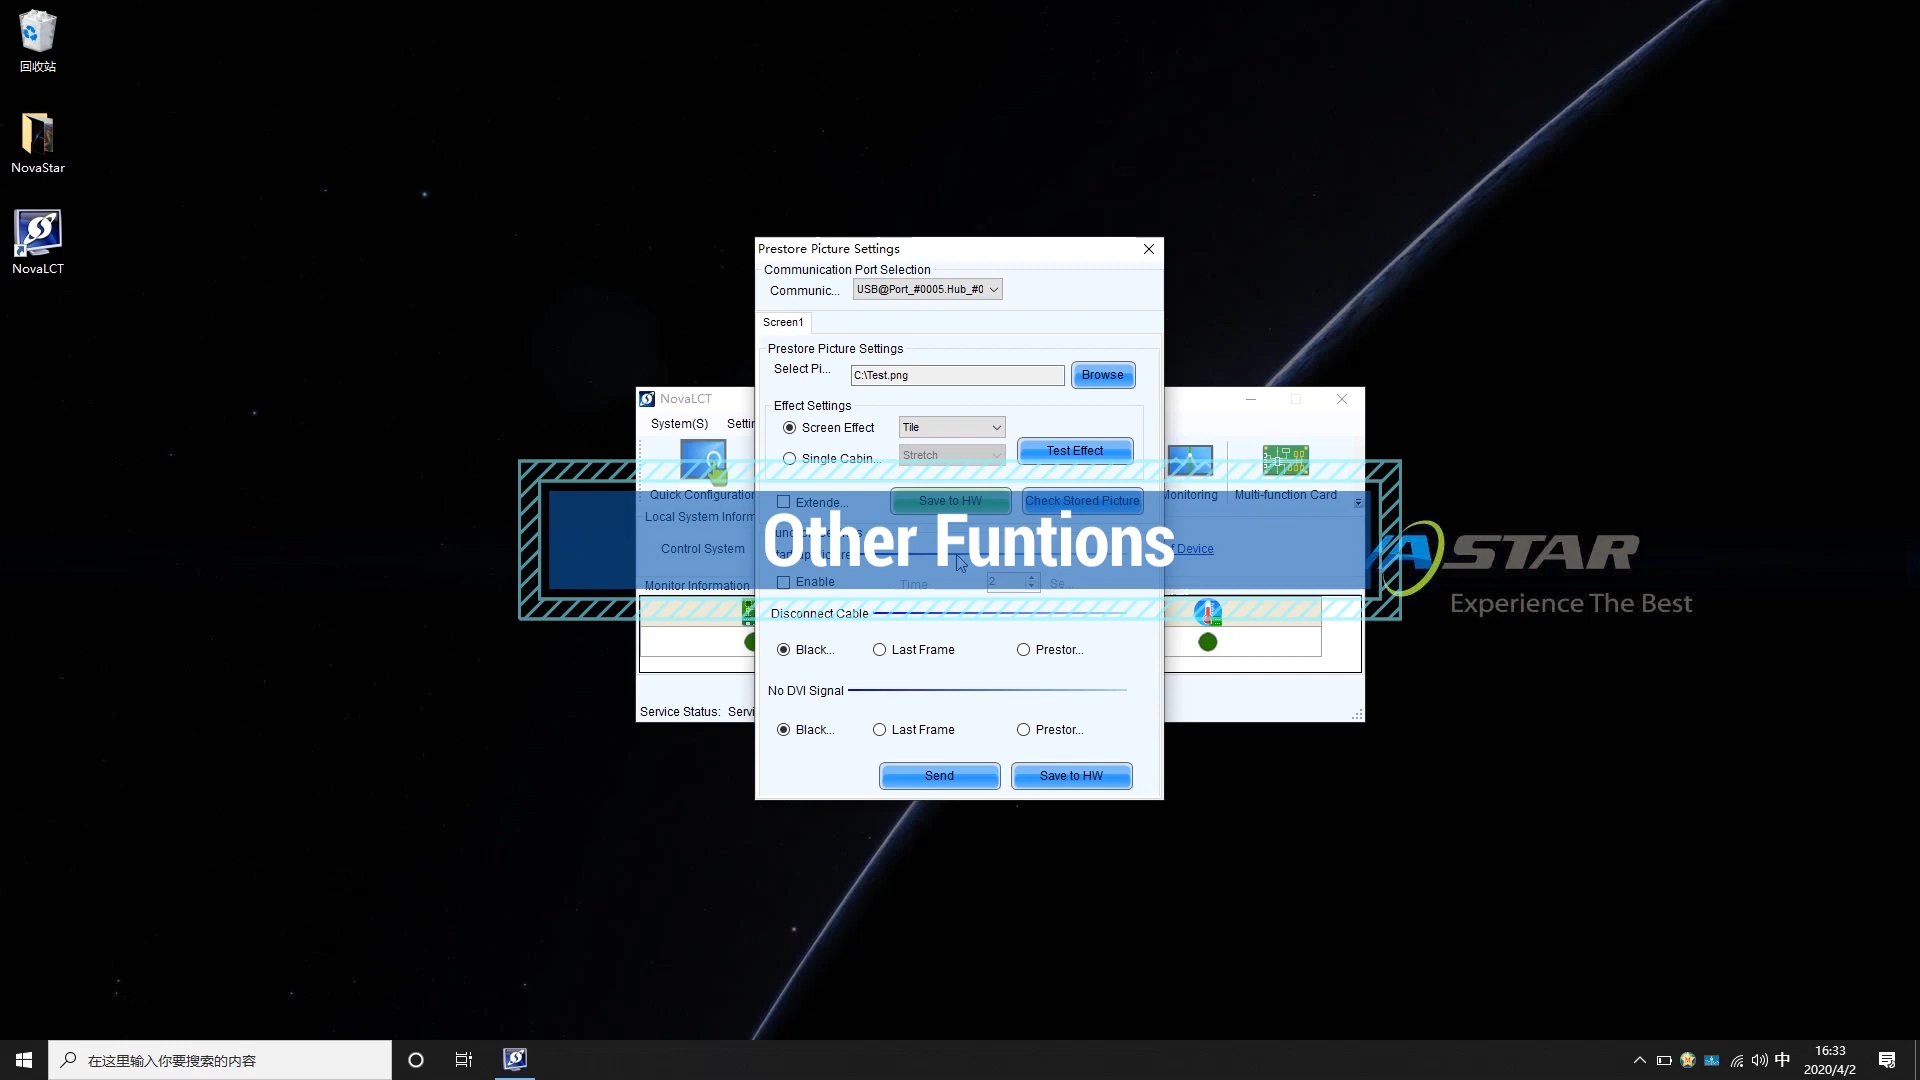 回收站
NovaStar
NovaLCT
Prestore Picture Settings
Communication Port Selection
Communic... USB@Port_#0005.Hub_#0
Screen1
Prestore Picture Settings
Select Pi... C:\Test.png Browse
Effect Settings
Screen Effect Tile
Single Cabin... Stretch Test Effect
Extende... Save to HW Check Stored Picture
Other Funtions
Enable Time 2 Se...
Disconnect Cable
Black... Last Frame Prestor...
No DVI Signal
Black... Last Frame Prestor...
Send Save to HW
NovaLCT
System(S)
Quick Configuration
Monitoring Multi-function Card
Control System
Device
Monitor Information
Service Status:
ASTAR
Experience The Best
在这里输入你要搜索的内容
中
16:33
2020/4/2